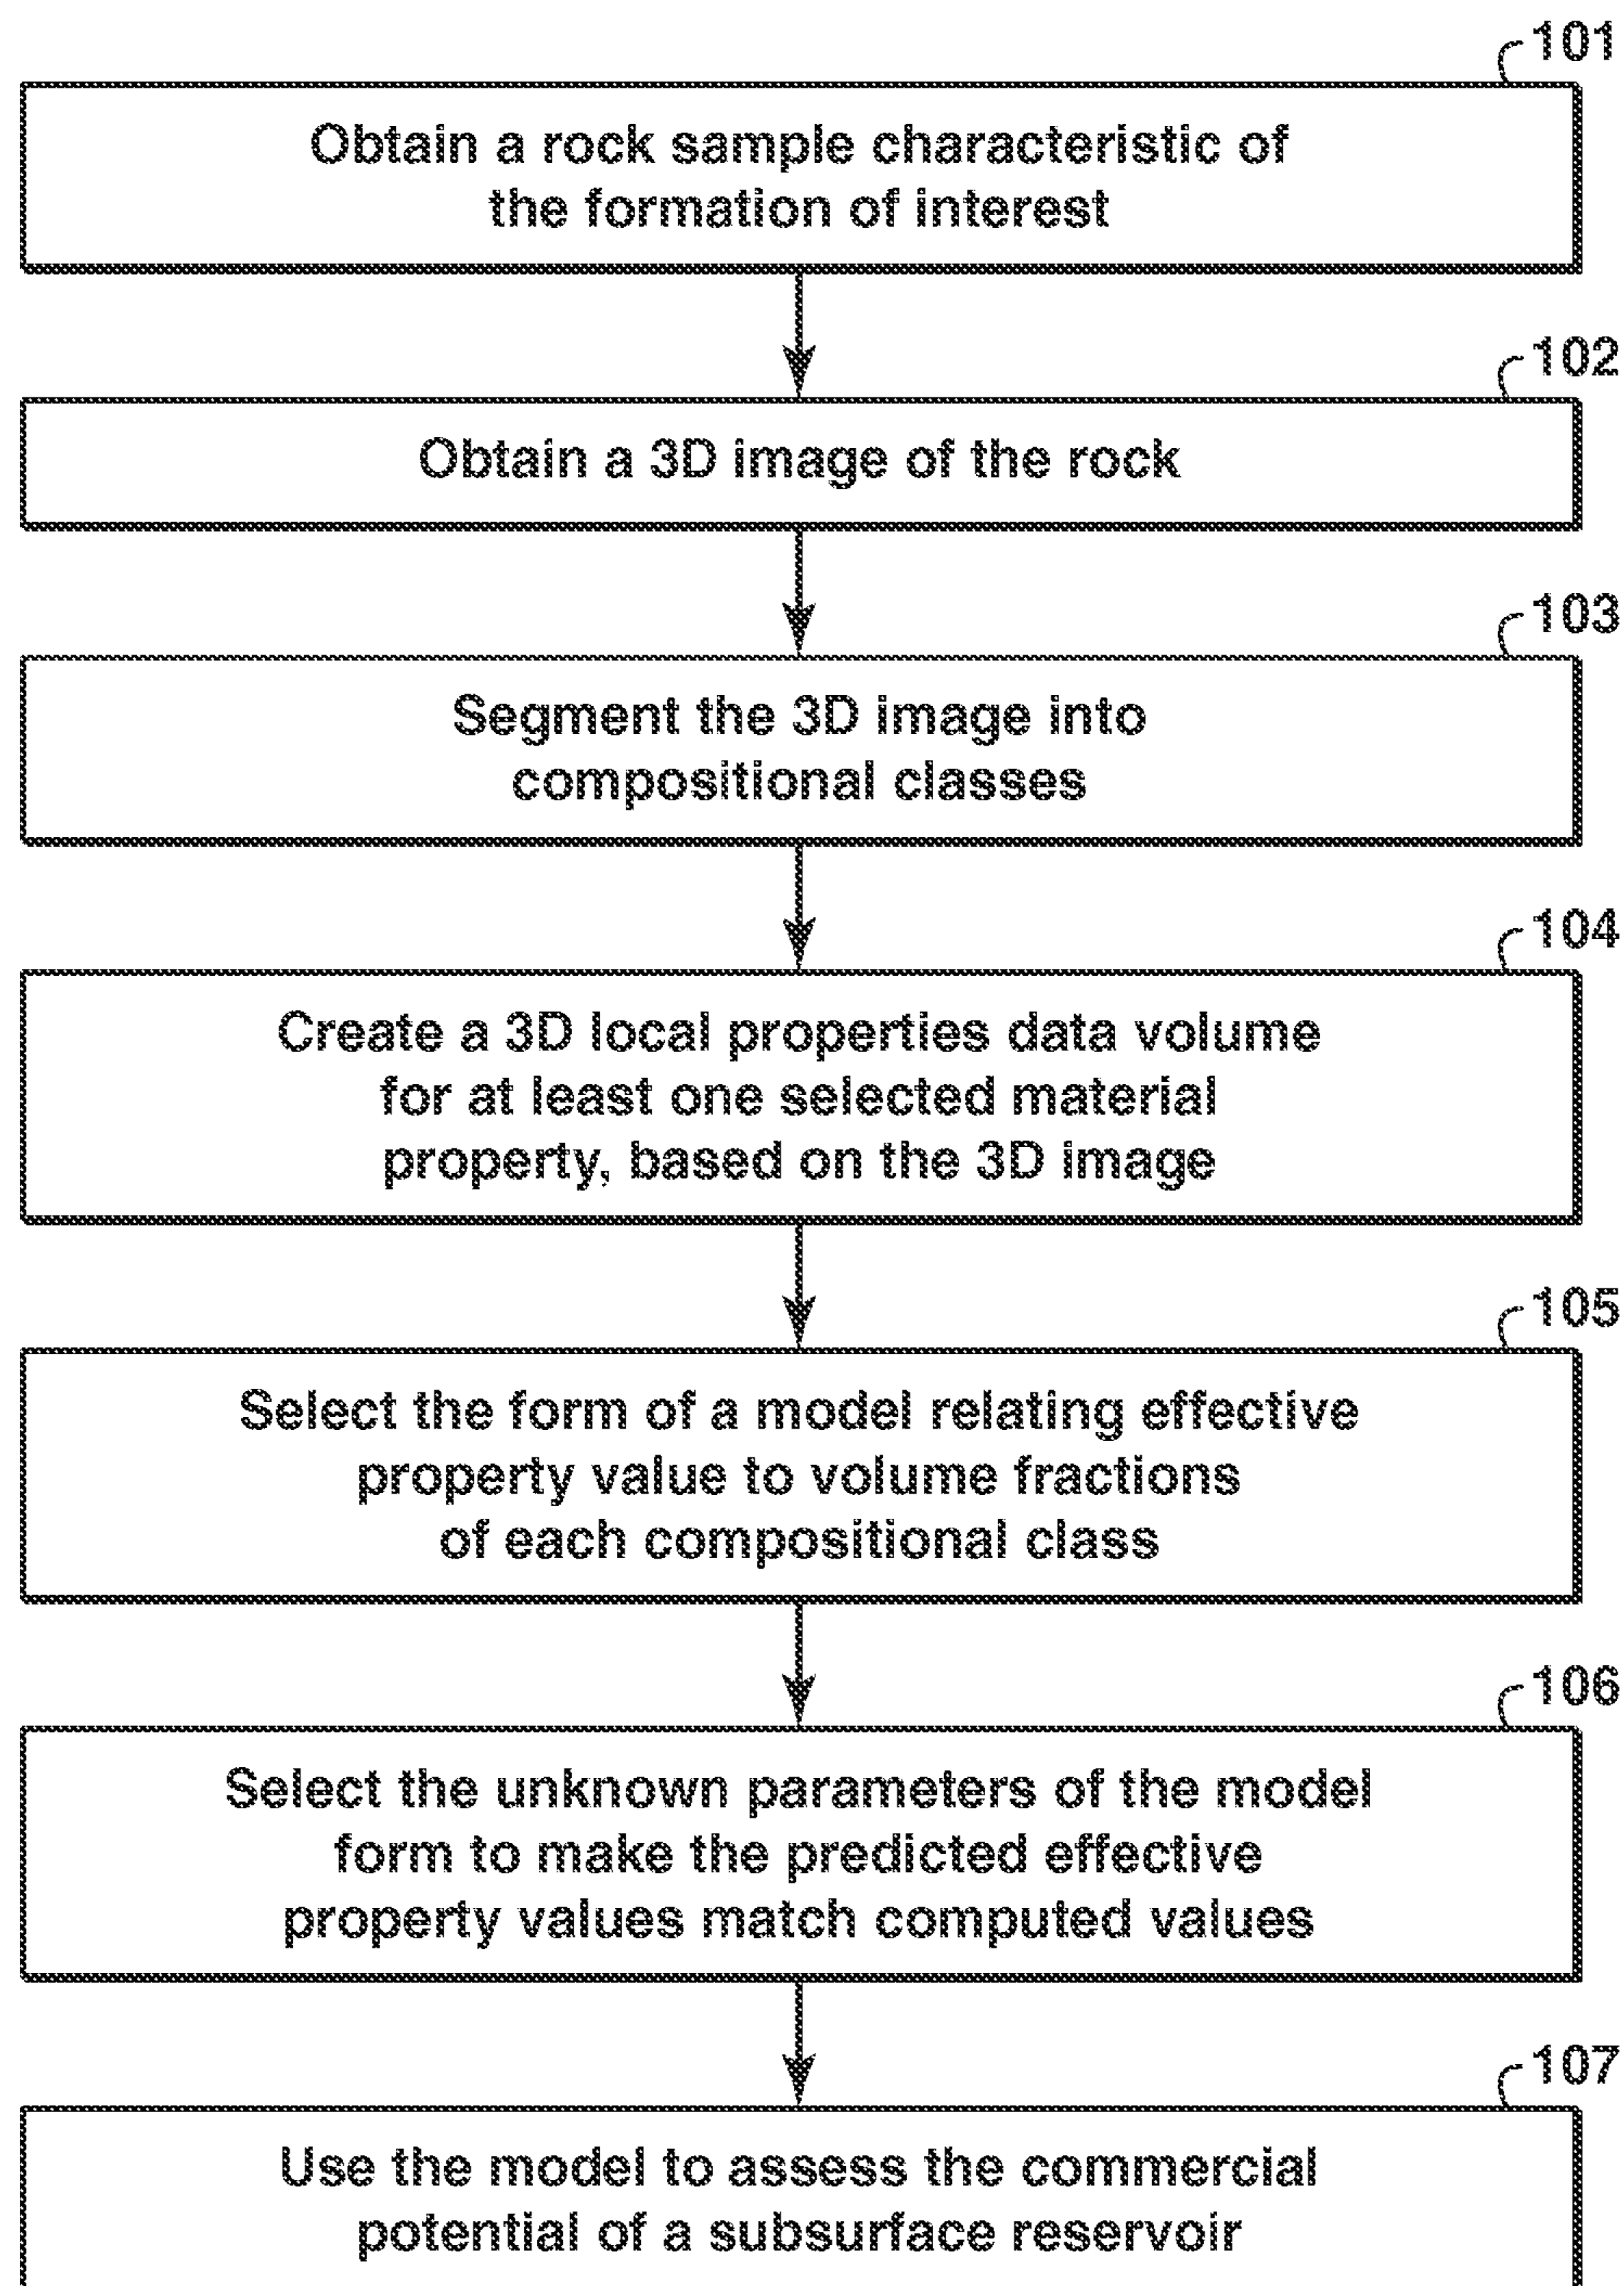 101
Obtain a rock sample characteristic of
the formation of interest
102
Obtain a 3D image of the rock
103
Segment the 3D image into
compositional classes
104
Create a 3D local properties data volume
for at least one selected material
property, based on the 3D image
105
Select the form of a model relating effective
property value to volume fractions
of each compositional class
106
Select the unknown parameters of the model
form to make the predicted effective
property values match computed values
107
Use the model to assess the commercial
potential of a subsurface reservoir